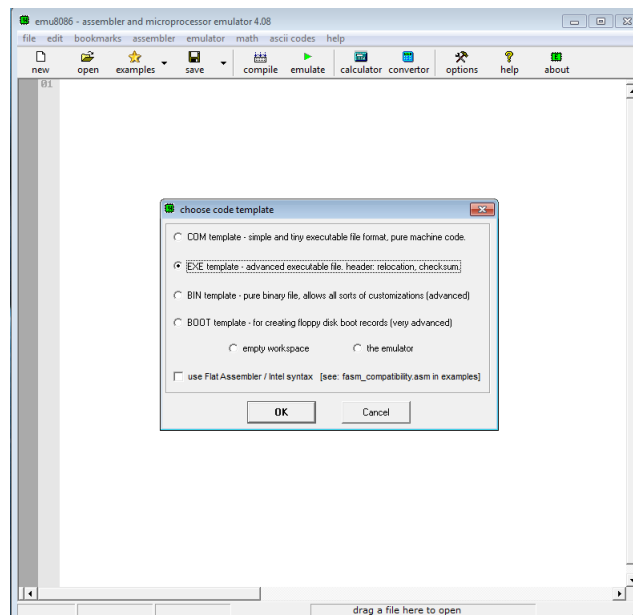 emu8086 - assembler and microprocessor emulator 4.08
file edit bookmarks assembler emulator math ascii codes help
new open examples save compile emulate calculator convertor options help about
01
choose code template
COM template - simple and tiny executable file format, pure machine code.
EXE template - advanced executable file. header: relocation, checksum.
BIN template - pure binary file, allows all sorts of customizations (advanced)
BOOT template - for creating floppy disk boot records (very advanced)
empty workspace the emulator
use Flat Assembler / Intel syntax [see: fasm_compatibility.asm in examples]
OK Cancel
drag a file here to open